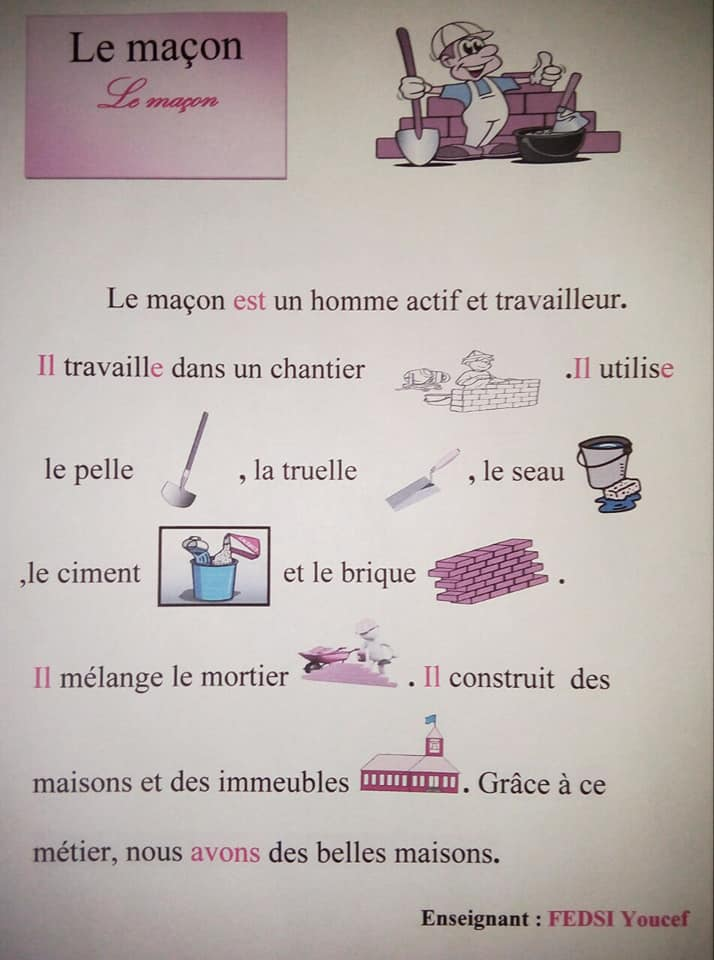 Le maçon
Le maçon
Le maçon est un homme actif et travailleur.
Il travaille dans un chantier .Il utilise
le pelle , la truelle , le seau
,le ciment et le brique .
Il mélange le mortier . Il construit des
maisons et des immeubles . Grâce à ce
métier, nous avons des belles maisons.
Enseignant : FEDSI Youcef